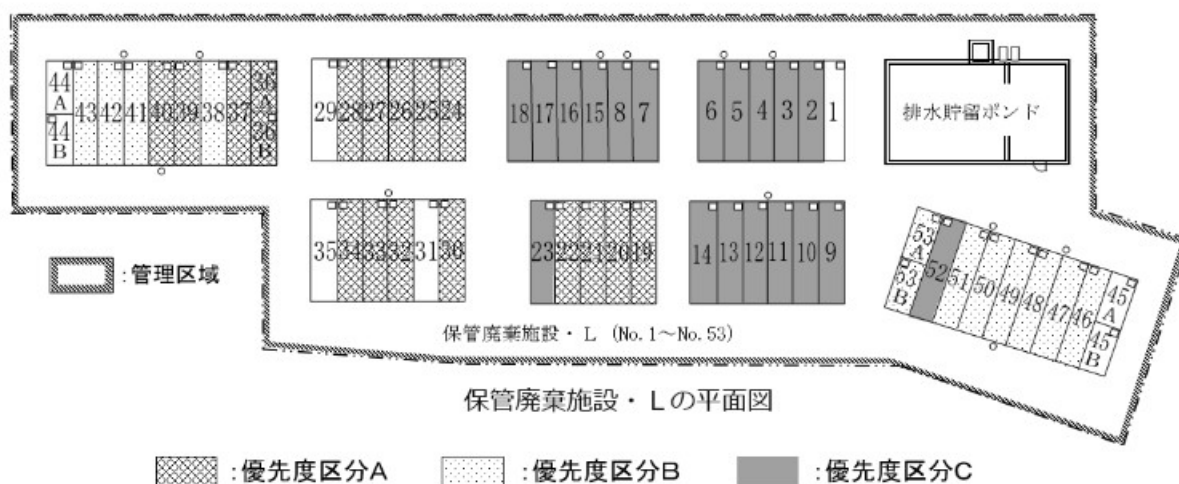 44 A 43 42 41 40 39 38 37 36 A
44 B 36 B
29 28 27 26 25 24
18 17 16 15 8 7
6 5 4 3 2 1
排水貯留ポンド
35 34 33 32 31 30
23 22 21 20 19
14 13 12 11 10 9
53 A 52 51 50 49 48 47 46 45 A
53 B 45 B
:管理区域
保管廃棄施設・L (No.1~No.53)
保管廃棄施設・Lの平面図
:優先度区分A :優先度区分B :優先度区分C